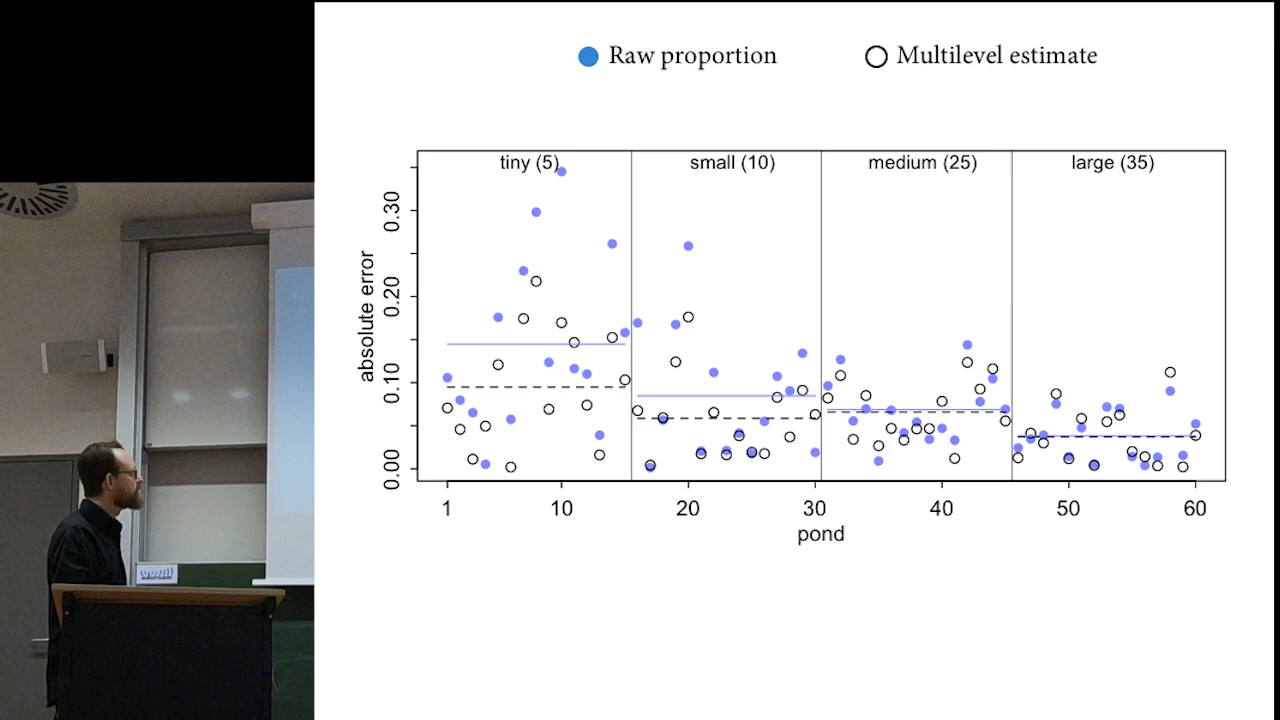 Raw proportion
Multilevel estimate
tiny (5)
small (10)
medium (25)
large (35)
absolute error
0.30
0.20
0.10
0.00
1
10
20
30
40
50
60
pond